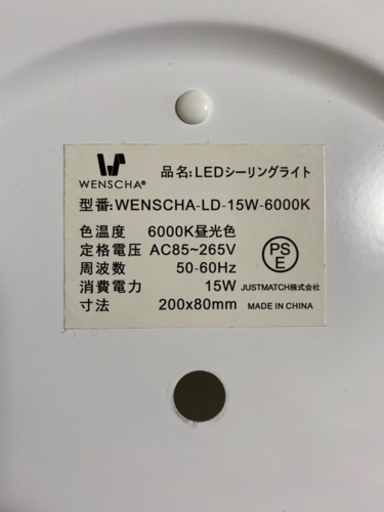 WENSCHA®
品名:LEDシーリングライト
型番:WENSCHA-LD-15W-6000K
色温度 6000K昼光色
定格電圧 AC85~265V
周波数 50-60Hz
消費電力 15W
寸法 200x80mm
PS
E
JUSTMATCH株式会社
MADE IN CHINA